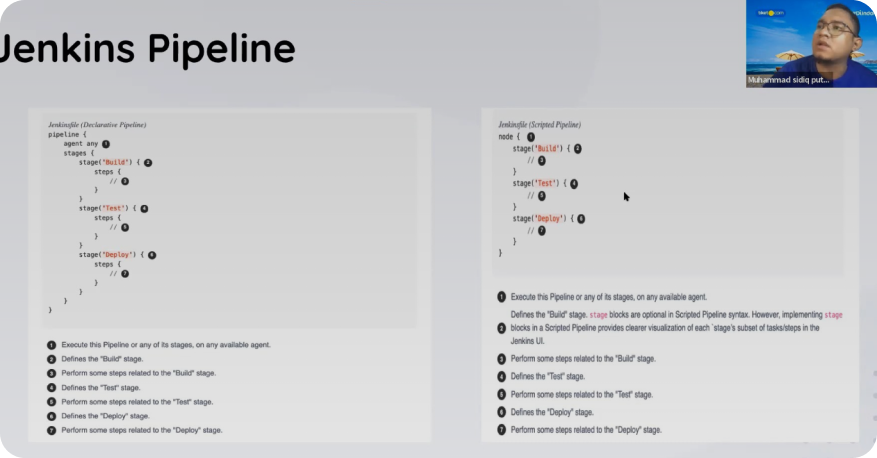 Jenkins Pipeline
Muhammad sidiq put...
Jenkinsfile (Declarative Pipeline)
pipeline {
agent any 1
stages {
stage("Build") { 2
steps {
// 3
}
}
stage("Test") { 4
steps {
// 5
}
}
stage("Deploy") { 6
steps {
// 7
}
}
}
}
1 Execute this Pipeline or any of its stages, on any available agent.
2 Defines the "Build" stage.
3 Perform some steps related to the "Build" stage.
4 Defines the "Test" stage.
5 Perform some steps related to the "Test" stage.
6 Defines the "Deploy" stage.
7 Perform some steps related to the "Deploy" stage.
Jenkinsfile (Scripted Pipeline)
node { 1
stage('Build') { 2
// 3
}
stage('Test') { 4
// 5
}
stage('Deploy') { 6
// 7
}
}
1 Execute this Pipeline or any of its stages, on any available agent.
Defines the "Build" stage. stage blocks are optional in Scripted Pipeline syntax. However, implementing stage
2 blocks in a Scripted Pipeline provides clearer visualization of each `stage's subset of tasks/steps in the
Jenkins UI.
3 Perform some steps related to the "Build" stage.
4 Defines the "Test" stage.
5 Perform some steps related to the "Test" stage.
6 Defines the "Deploy" stage.
7 Perform some steps related to the "Deploy" stage.